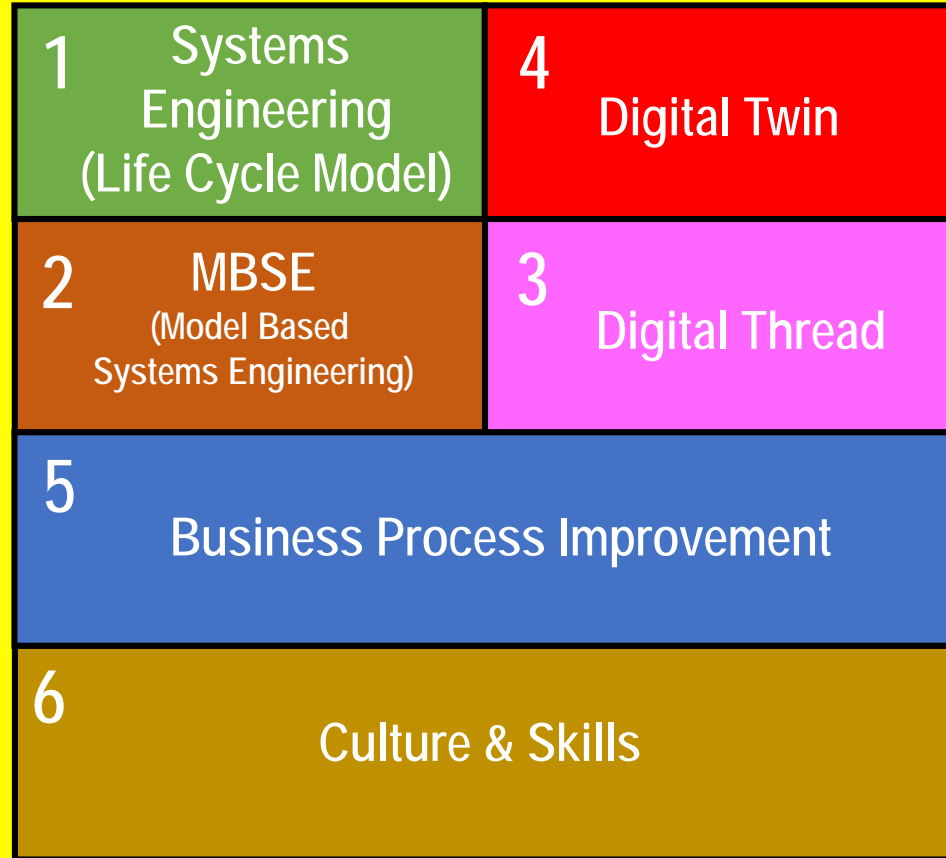 1
Systems
Engineering
(Life Cycle Model)
4
Digital Twin
2
MBSE
(Model Based
Systems Engineering)
3
Digital Thread
5
Business Process Improvement
6
Culture & Skills